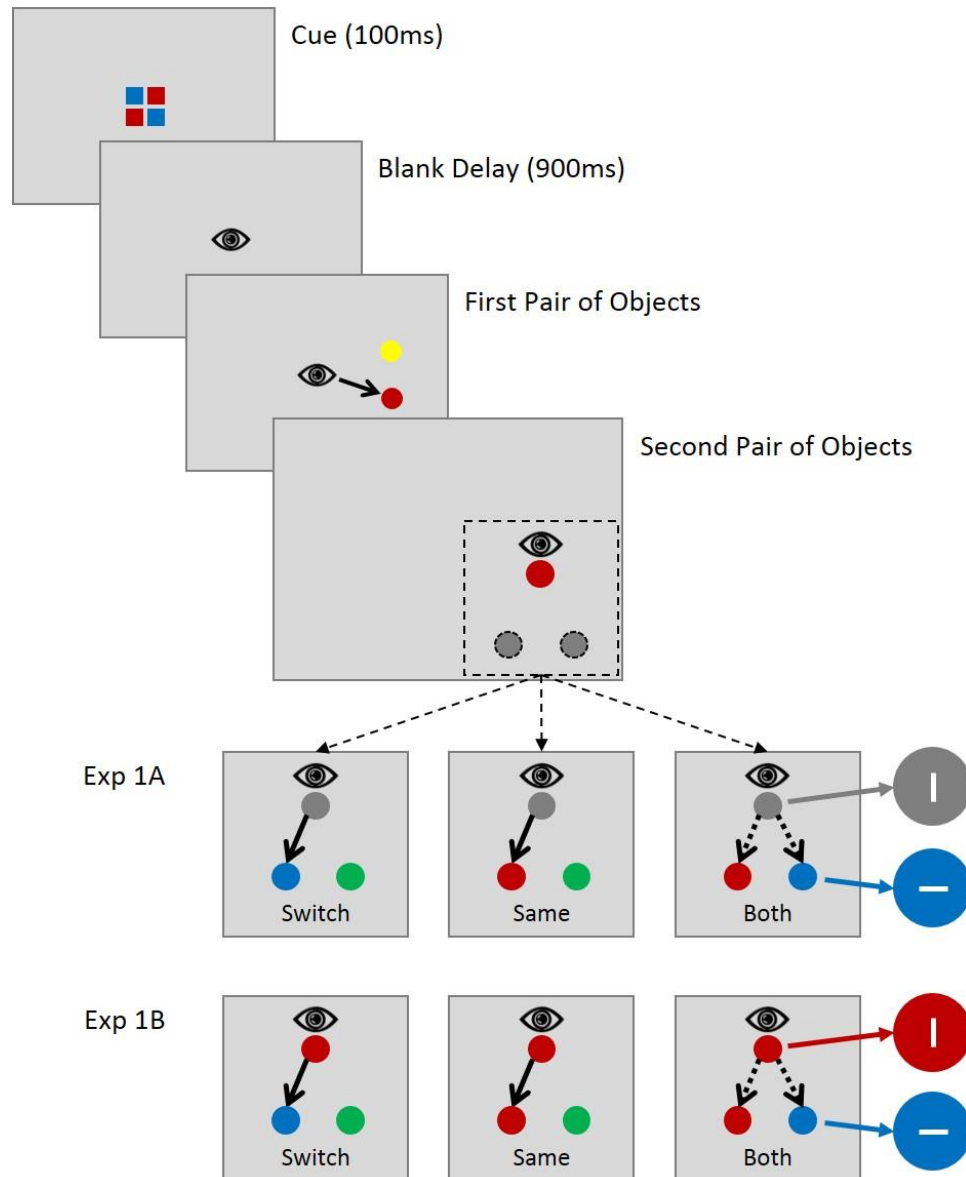 Cue (100ms)
Blank Delay (900ms)
First Pair of Objects
Second Pair of Objects
Exp 1A
Switch
Same
Both
Exp 1B
Switch
Same
Both